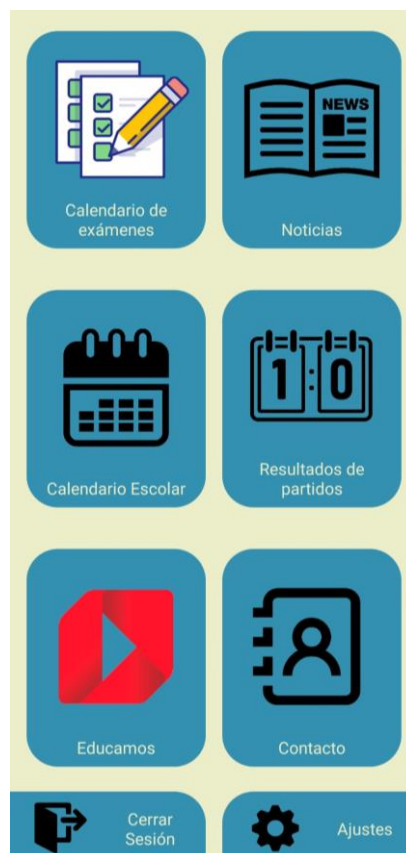 NEWS
Calendario de
exámenes
Noticias
1:0
Calendario Escolar
Resultados de
partidos
Educamos
Contacto
Cerrar
Sesión
Ajustes